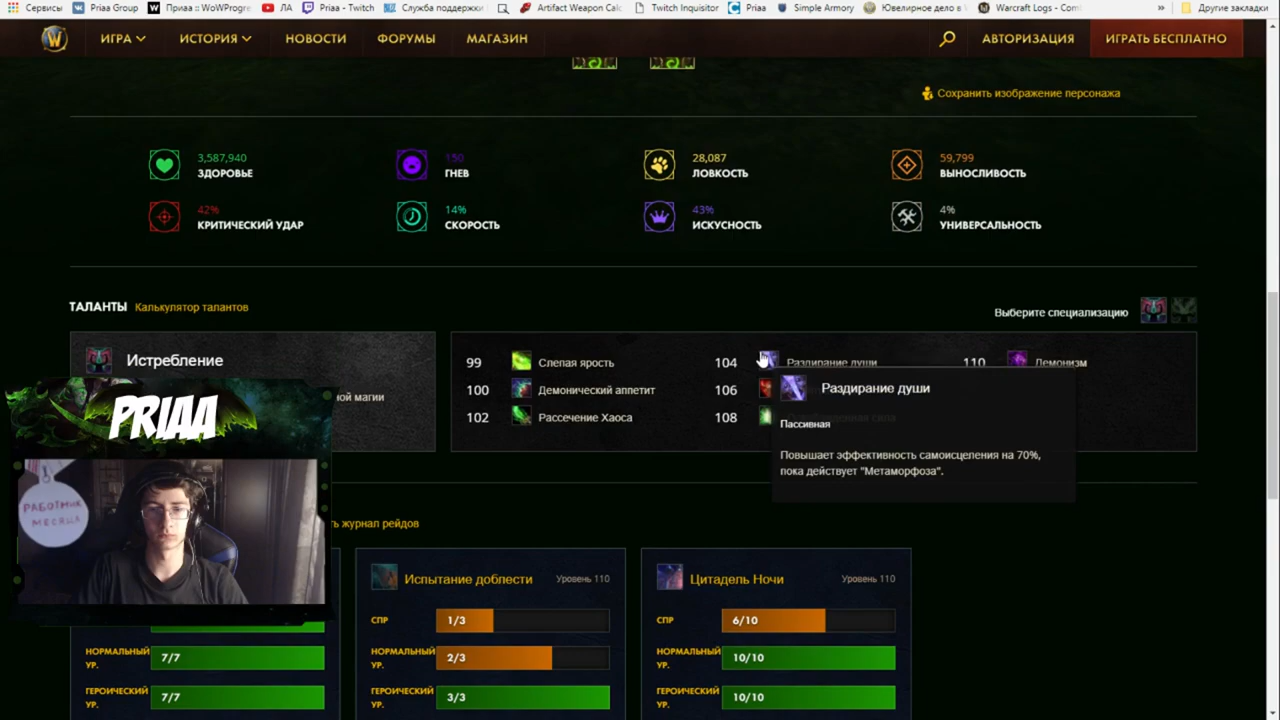 Сервисы
Priaa Group
Приаа :: WoWProgre
ЛА
Priaa - Twitch
Служба поддержки
Artifact Weapon Calc
Twitch Inquisitor
Priaa
Simple Armory
Ювелирное дело в
Warcraft Logs - Com
»
Другие закладки
ИГРА
ИСТОРИЯ
НОВОСТИ
ФОРУМЫ
МАГАЗИН
АВТОРИЗАЦИЯ
ИГРАТЬ БЕСПЛАТНО
Сохранить изображение персонажа
3,587,940
ЗДОРОВЬЕ
150
ГНЕВ
28,087
ЛОВКОСТЬ
59,799
ВЫНОСЛИВОСТЬ
42%
КРИТИЧЕСКИЙ УДАР
14%
СКОРОСТЬ
43%
ИСКУСНОСТЬ
4%
УНИВЕРСАЛЬНОСТЬ
ТАЛАНТЫ Калькулятор талантов
Выберите специализацию
Истребление
ной магии
99 Слепая ярость
100 Демонический аппетит
102 Рассечение Хаоса
104 Раздирание души
106
108
110 Демонизм
Раздирание души
Пассивная
Повышает эффективность самоисцеления на 70%,
пока действует "Метаморфоза".
PRIAA
РАБОТНИК
МЕСЯЦА
ть журнал рейдов
НОРМАЛЬНЫЙ
УР.
7/7
ГЕРОИЧЕСКИЙ
УР.
7/7
Испытание доблести
Уровень 110
СПР
1/3
НОРМАЛЬНЫЙ
УР.
2/3
ГЕРОИЧЕСКИЙ
УР.
3/3
Цитадель Ночи
Уровень 110
СПР
6/10
НОРМАЛЬНЫЙ
УР.
10/10
ГЕРОИЧЕСКИЙ
УР.
10/10